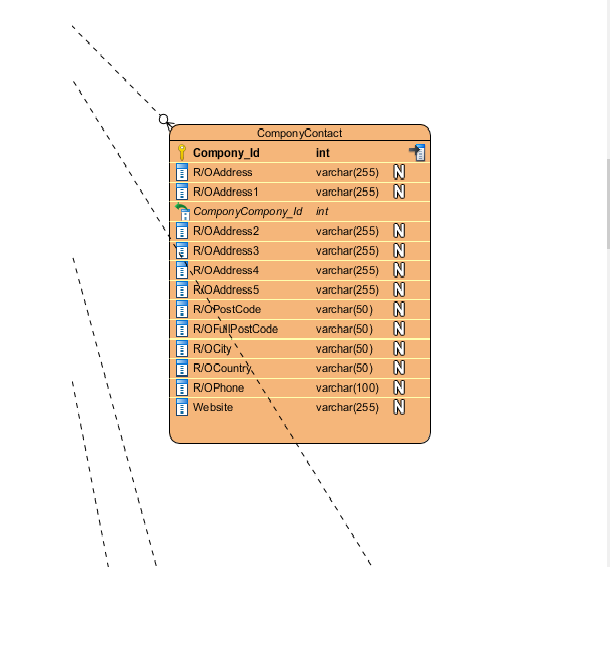 ComponyContact
Compony_Id int
R/OAddress varchar(255) N
R/OAddress1 varchar(255) N
ComponyCompony_Id int
R/OAddress2 varchar(255) N
R/OAddress3 varchar(255) N
R/OAddress4 varchar(255) N
R/OAddress5 varchar(255) N
R/OPostCode varchar(50) N
R/OFullPostCode varchar(50) N
R/OCity varchar(50) N
R/OCountry varchar(50) N
R/OPhone varchar(100) N
Website varchar(255) N